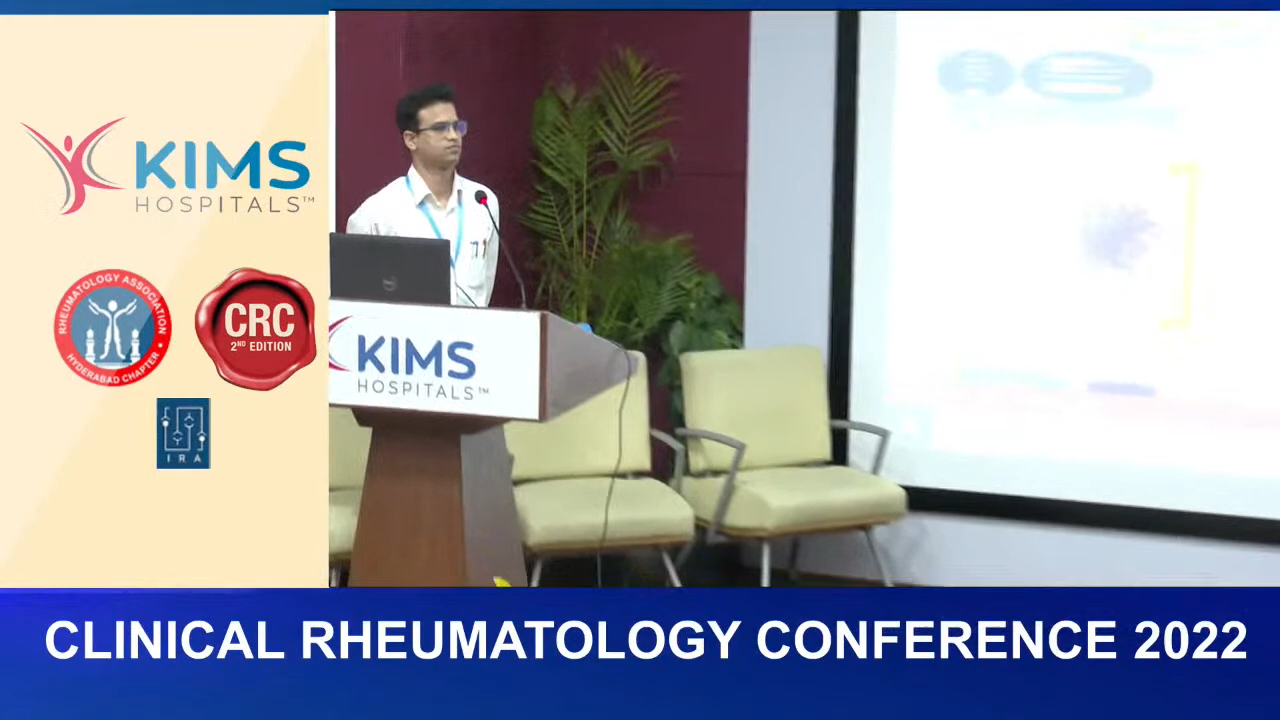 KIMS
HOSPITALS™
RHEUMATOLOGY ASSOCIATION
HYDERABAD CHAPTER
CRC
2ND EDITION
IRA
KIMS
HOSPITALS™
CLINICAL RHEUMATOLOGY CONFERENCE 2022